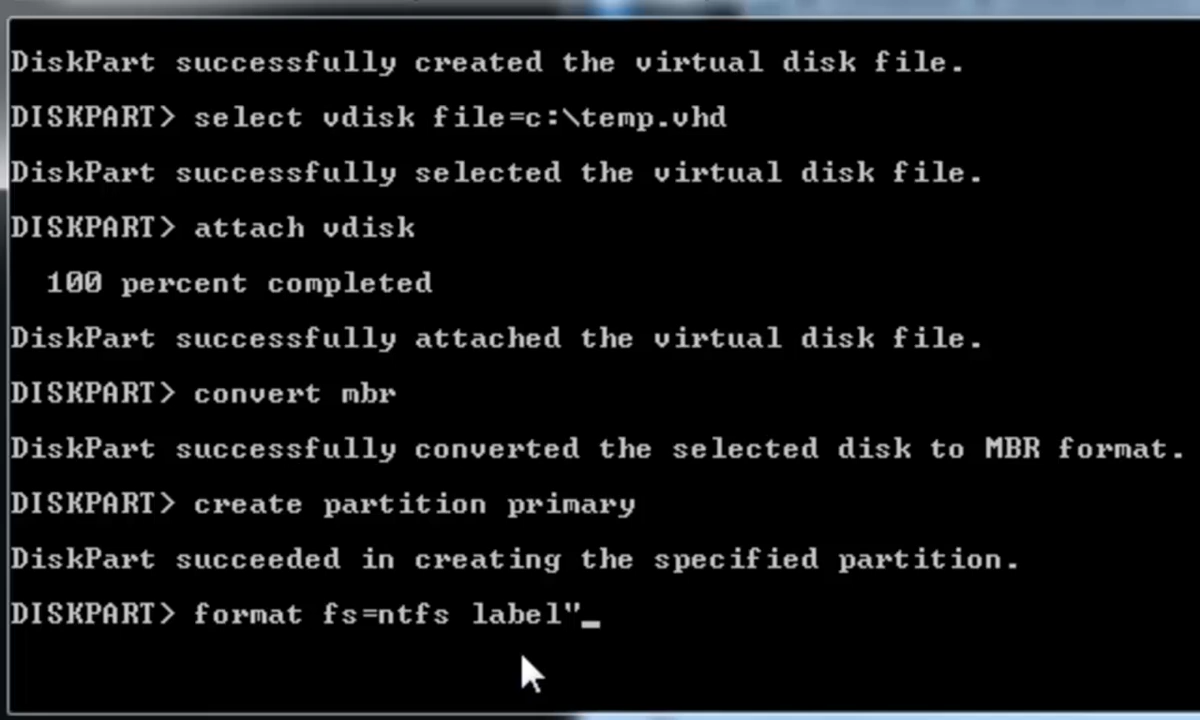 DiskPart successfully created the virtual disk file.
DISKPART> select vdisk file=c:\temp.vhd
DiskPart successfully selected the virtual disk file.
DISKPART> attach vdisk
100 percent completed
DiskPart successfully attached the virtual disk file.
DISKPART> convert mbr
DiskPart successfully converted the selected disk to MBR format.
DISKPART> create partition primary
DiskPart succeeded in creating the specified partition.
DISKPART> format fs=ntfs label"_